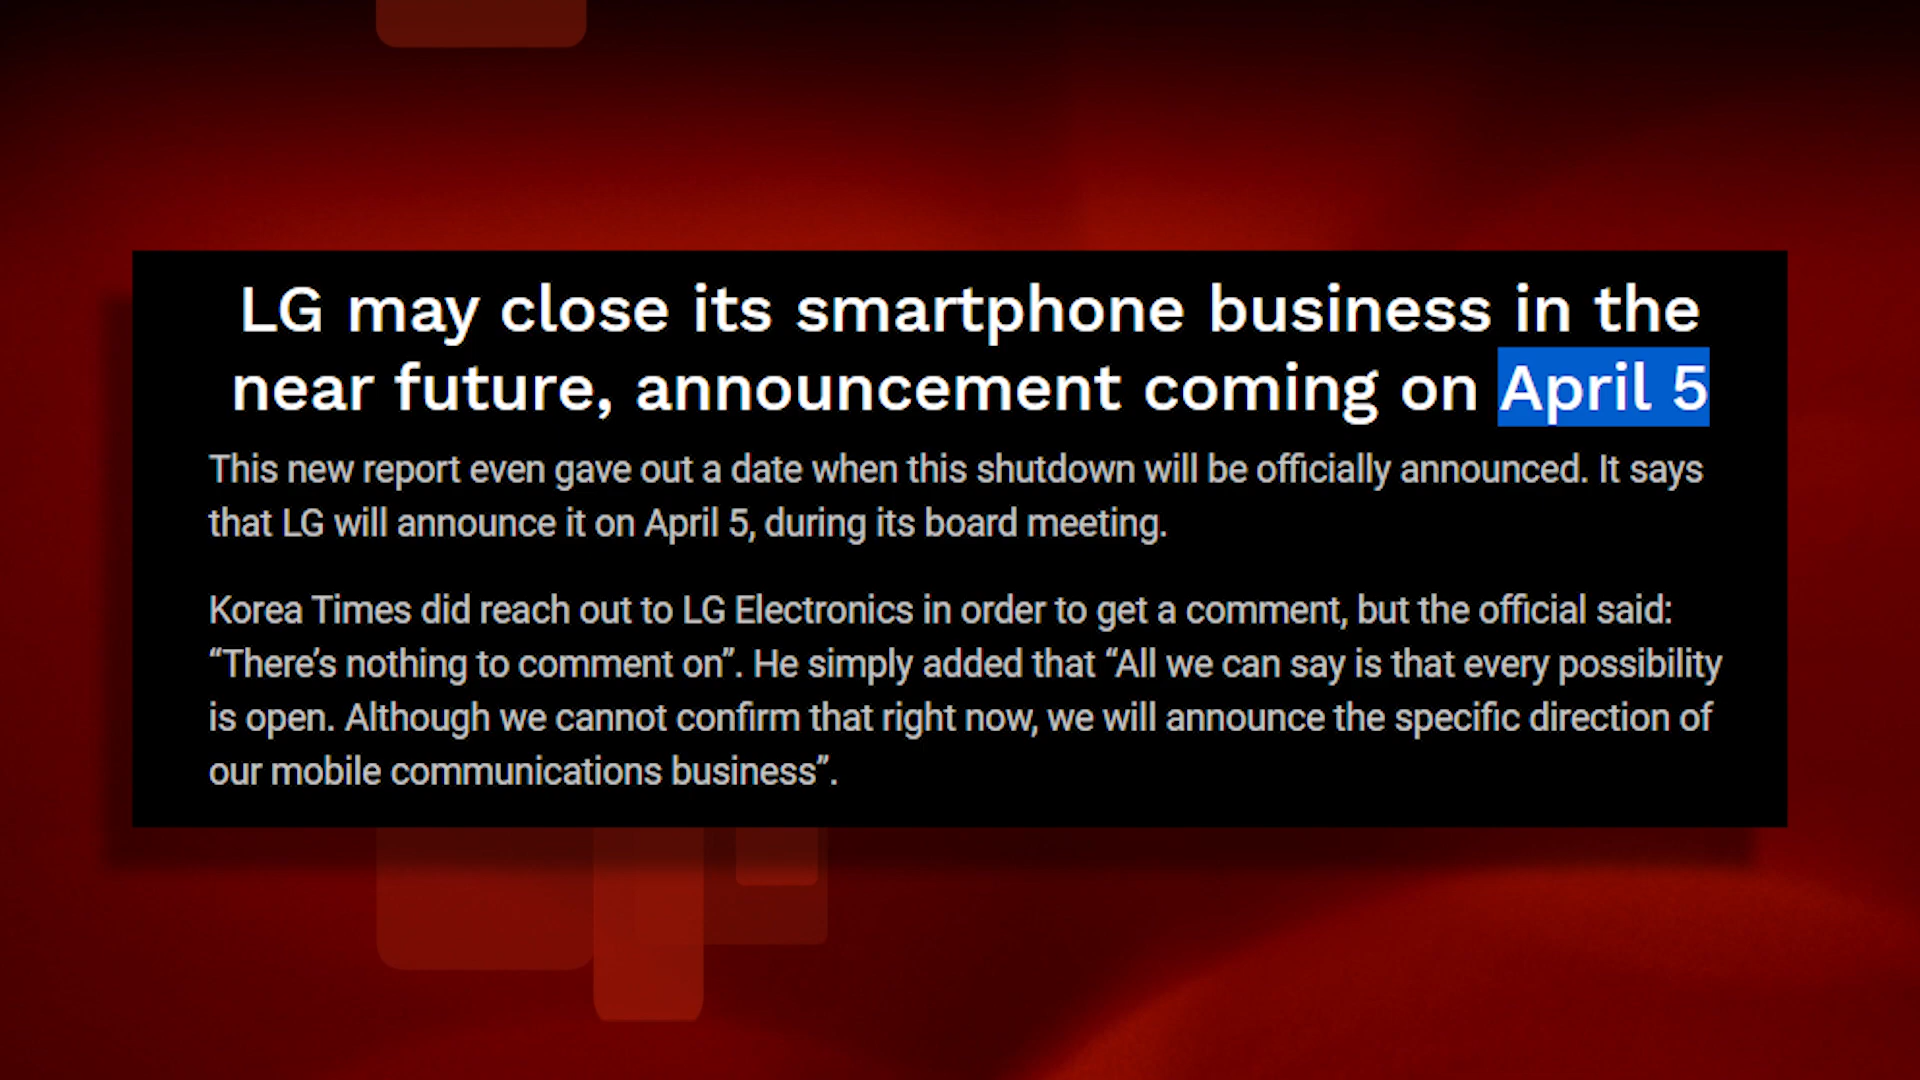 LG may close its smartphone business in the
near future, announcement coming on April 5
This new report even gave out a date when this shutdown will be officially announced. It says
that LG will announce it on April 5, during its board meeting.
Korea Times did reach out to LG Electronics in order to get a comment, but the official said:
“There’s nothing to comment on”. He simply added that “All we can say is that every possibility
is open. Although we cannot confirm that right now, we will announce the specific direction of
our mobile communications business”.